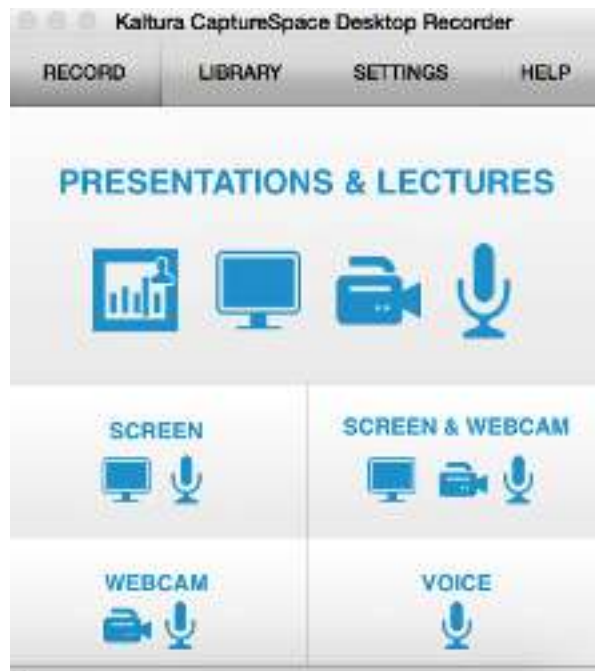 Kaltura CaptureSpace Desktop Recorder
RECORD LIBRARY SETTINGS HELP
PRESENTATIONS & LECTURES
SCREEN SCREEN & WEBCAM
WEBCAM VOICE